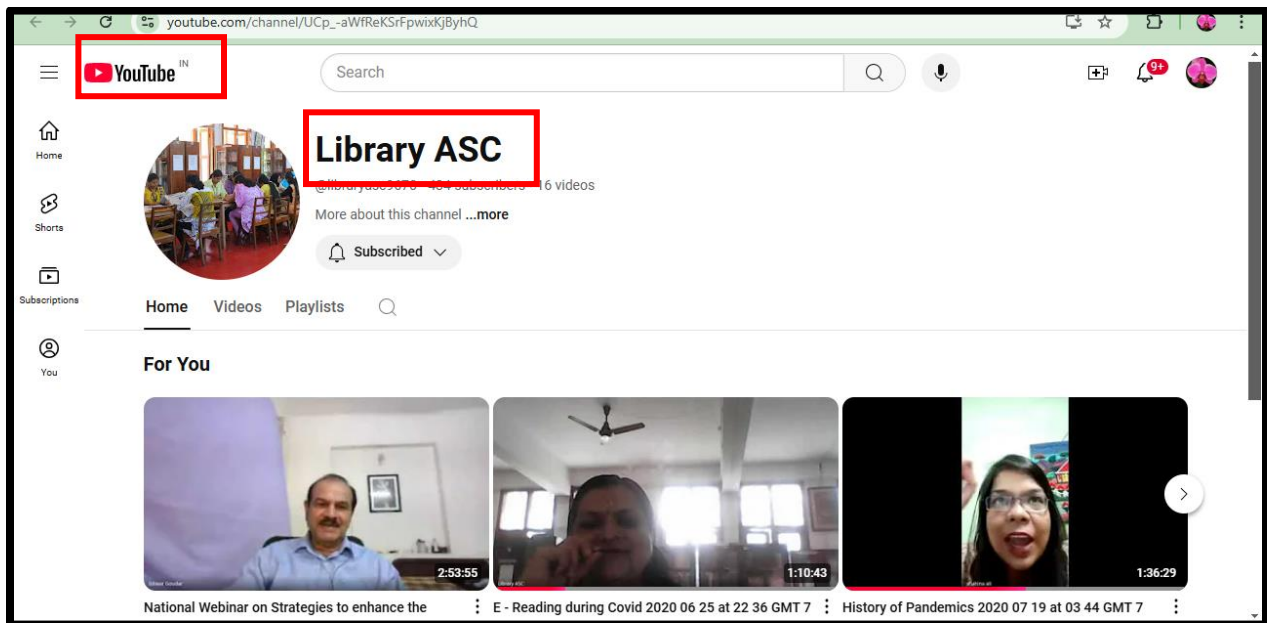 youtube.com/channel/UCp_-aWfReKSrFpwixKjByhQ
YouTube IN
Search
9+
Home
Shorts
Subscriptions
You
Library ASC
16 videos
More about this channel ...more
Subscribed
Home Videos Playlists
For You
2:53:55
1:10:43
1:36:29
National Webinar on Strategies to enhance the
E - Reading during Covid 2020 06 25 at 22 36 GMT 7
History of Pandemics 2020 07 19 at 03 44 GMT 7